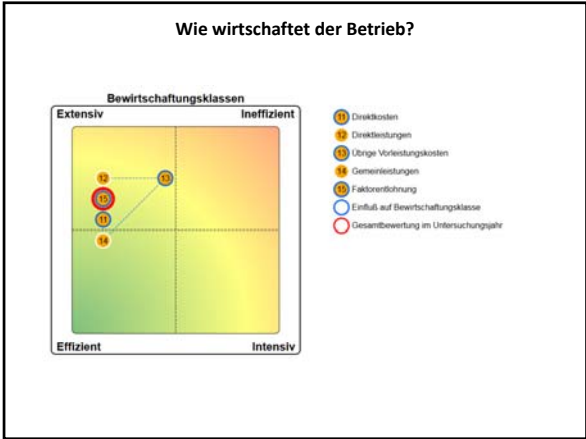 Wie wirtschaftet der Betrieb?
Bewirtschaftungsklassen
Extensiv
Ineffizient
12
13
15
11
14
Effizient
Intensiv
11 Direktkosten
12 Direktleistungen
13 Übrige Vorleistungskosten
14 Gemeinleistungen
15 Faktorentlohnung
Einfluß auf Bewirtschaftungsklasse
Gesamtbewertung im Untersuchungsjahr